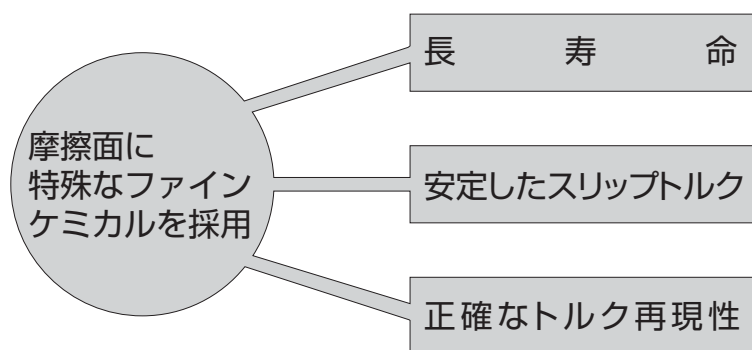 摩擦面に
特殊なファイン
ケミカルを採用
長寿命
安定したスリップトルク
正確なトルク再現性